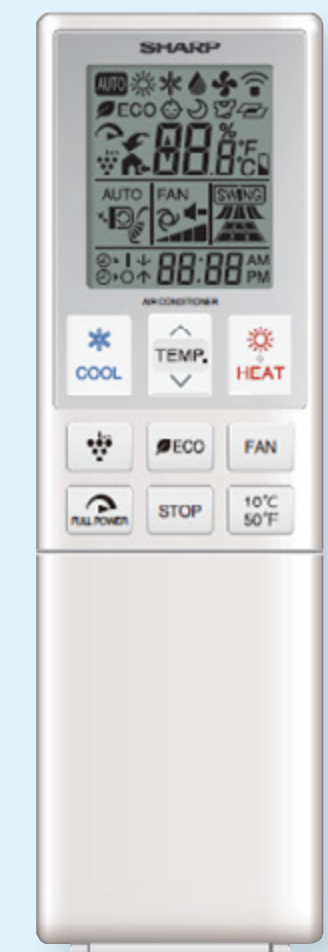 SHARP
AUTO
ECO
88.8 % °F °C
AUTO FAN SWING
88:88 AM PM
AIR CONDITIONER
COOL TEMP. HEAT
ECO FAN
FULL POWER STOP 10°C
50°F